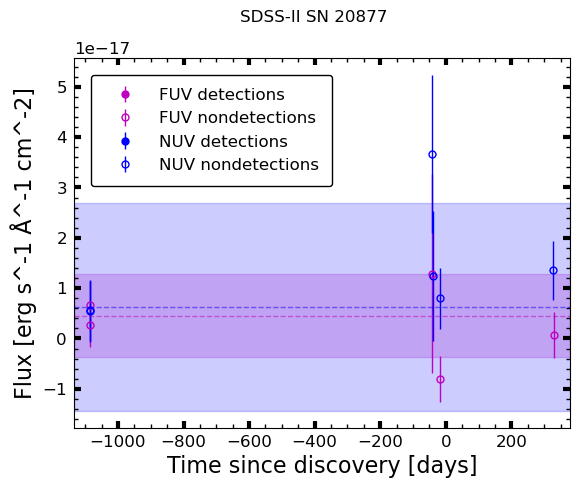 SDSS-II SN 20877
1e−17
FUV detections
FUV nondetections
NUV detections
NUV nondetections
5
4
3
2
1
0
−1
Flux [erg s^-1 Å^-1 cm^-2]
−1000 −800 −600 −400 −200 0 200
Time since discovery [days]